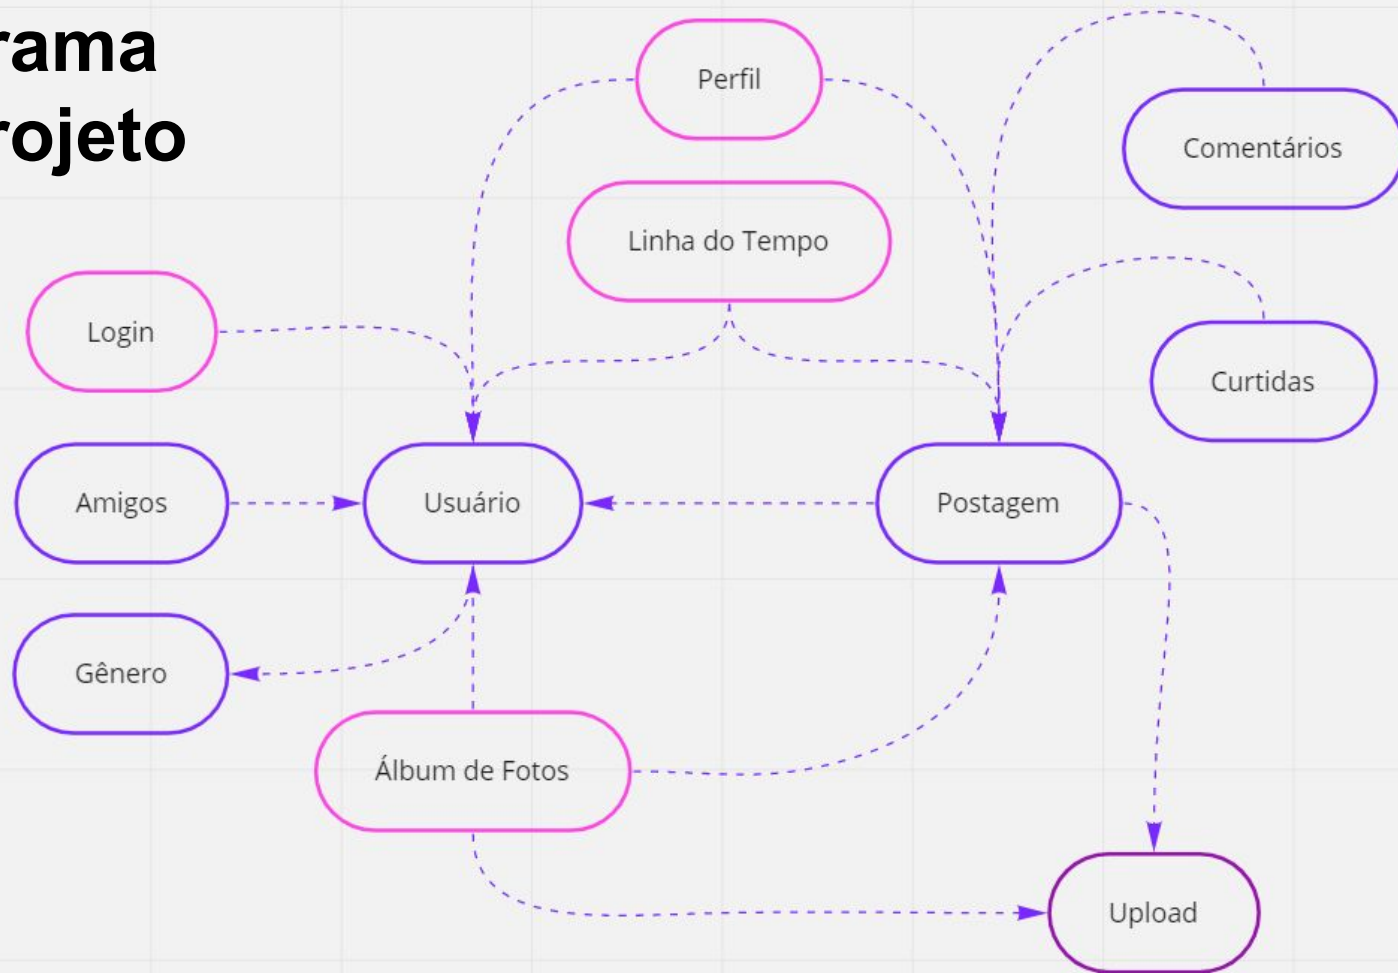 rama
rojeto
Perfil
Comentários
Linha do Tempo
Login
Curtidas
Amigos
Usuário
Postagem
Gênero
Álbum de Fotos
Upload